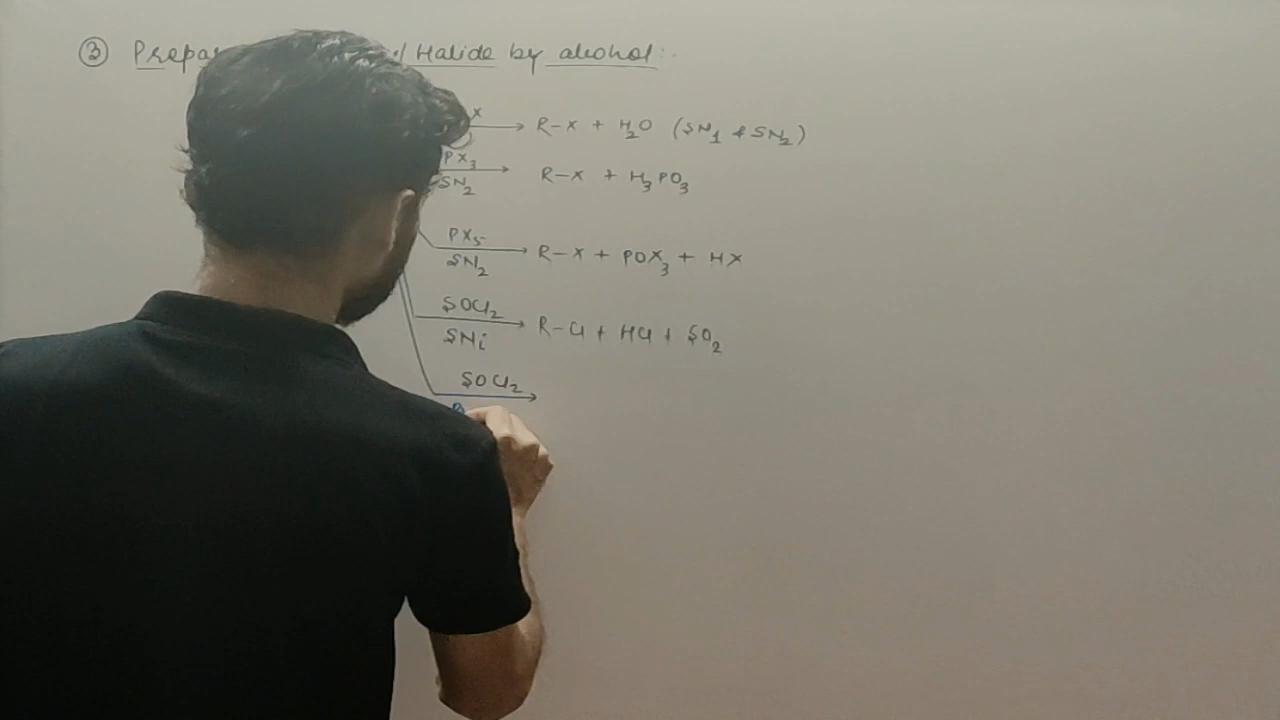 ③ Prepa Halide by alcohol :-
X → R-X + H₂O (SN₁ & SN₂)
PX₃
SN₂ → R-X + H₃PO₃
PX₅
SN₂ → R-X + POX₃ + HX
SOCl₂
SNi → R-Cl + HCl + SO₂
SOCl₂ →